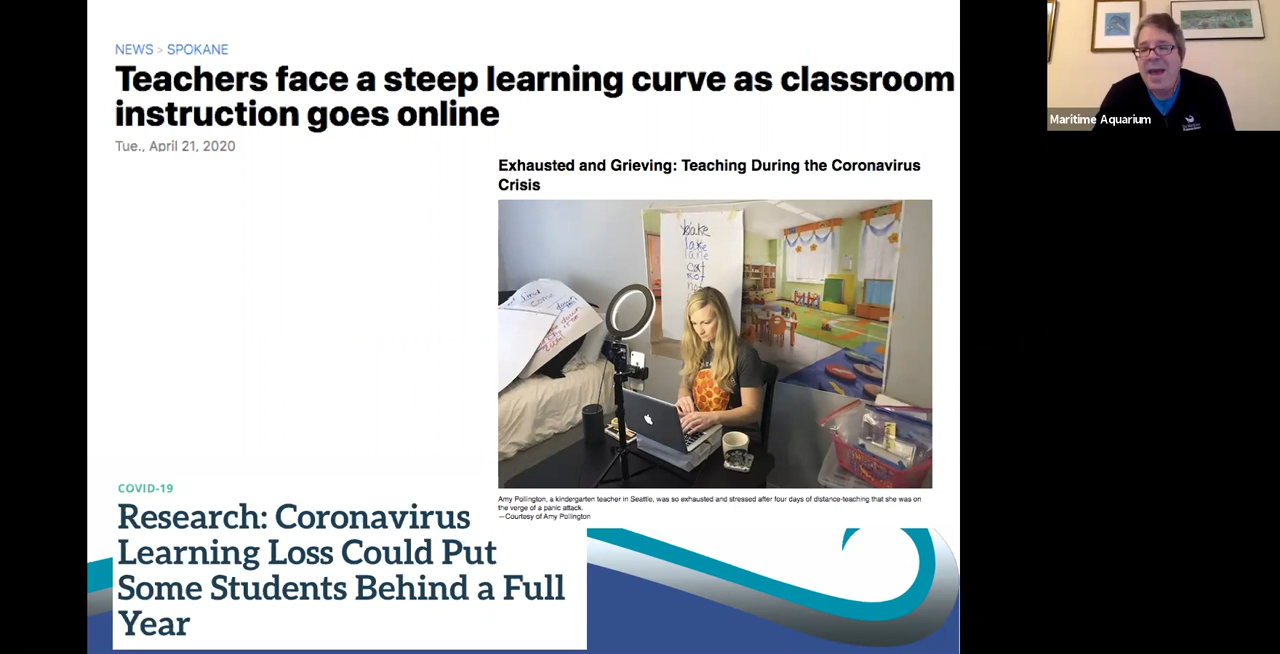 NEWS > SPOKANE
Teachers face a steep learning curve as classroom
instruction goes online
Tue., April 21, 2020
Exhausted and Grieving: Teaching During the Coronavirus
Crisis
lake
lane
cat
Amy Pollington, a kindergarten teacher in Seattle, was so exhausted and stressed after four days of distance-teaching that she was on
the verge of a panic attack.
—Courtesy of Amy Pollington
COVID-19
Research: Coronavirus
Learning Loss Could Put
Some Students Behind a Full
Year
Maritime Aquarium